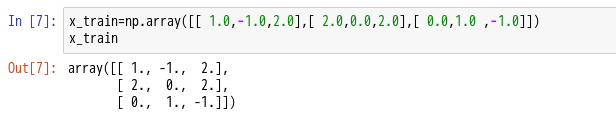 In [7]: x_train=np.array([[ 1.0,-1.0,2.0],[ 2.0,0.0,2.0],[ 0.0,1.0 ,-1.0]])
x_train
Out[7]: array([[ 1., -1.,  2.],
       [ 2.,  0.,  2.],
       [ 0.,  1., -1.]])